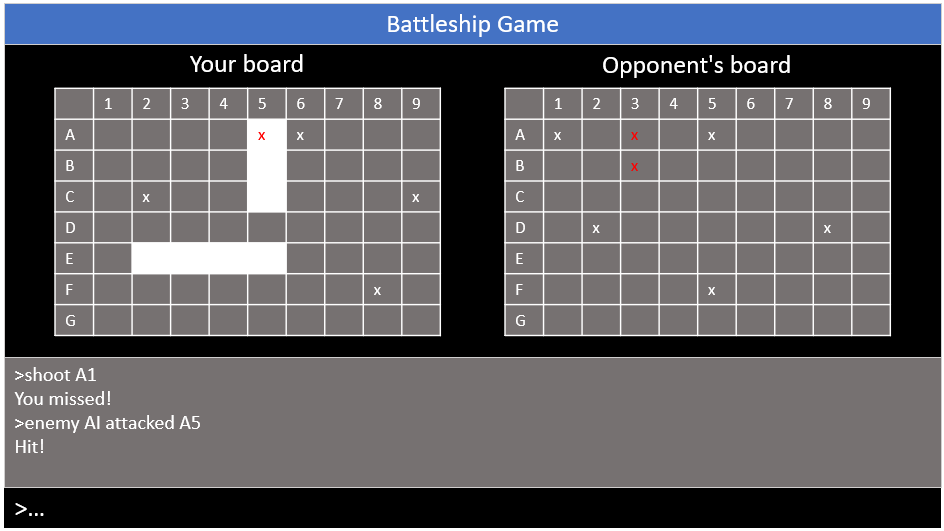 Battleship Game
Your board
1 2 3 4 5 6 7 8 9
A x x
B
C x x
D
E
F x
G
Opponent's board
1 2 3 4 5 6 7 8 9
A x x x
B x
C
D x x
E
F x
G
>shoot A1
You missed!
>enemy AI attacked A5
Hit!
>...